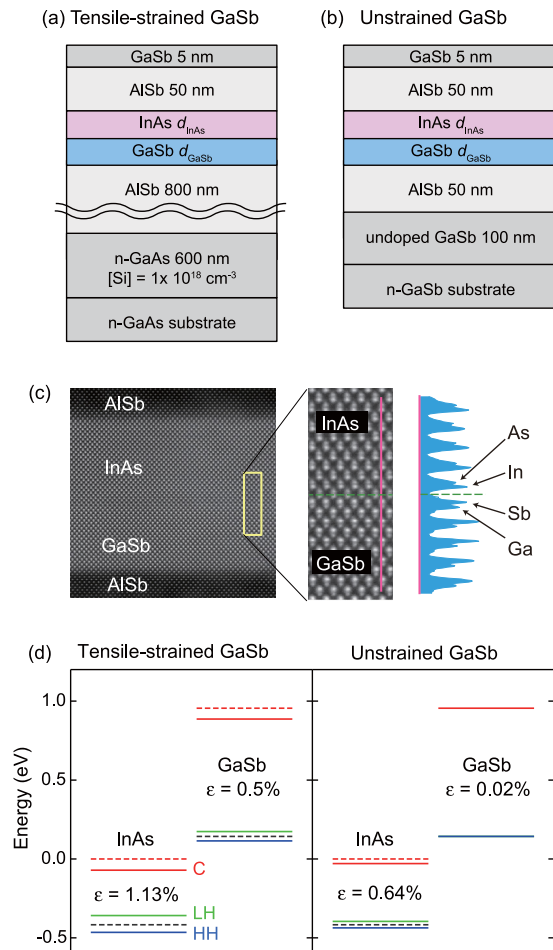 (a) Tensile-strained GaSb
GaSb 5 nm
AlSb 50 nm
InAs dInAs
GaSb dGaSb
AlSb 800 nm
n-GaAs 600 nm
[Si] = 1x 10¹⁸ cm⁻³
n-GaAs substrate
(b) Unstrained GaSb
GaSb 5 nm
AlSb 50 nm
InAs dInAs
GaSb dGaSb
AlSb 50 nm
undoped GaSb 100 nm
n-GaSb substrate
(c)
AlSb
InAs
GaSb
AlSb
InAs
GaSb
As
In
Sb
Ga
(d)
Tensile-strained GaSb
Unstrained GaSb
Energy (eV)
1.0
0.5
0.0
-0.5
InAs
ε = 1.13%
GaSb
ε = 0.5%
C
LH
HH
GaSb
ε = 0.02%
InAs
ε = 0.64%